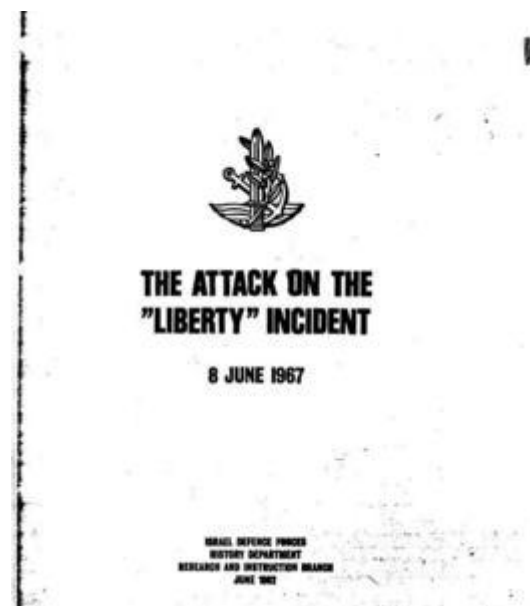 THE ATTACK ON THE
"LIBERTY" INCIDENT
8 JUNE 1967
ISRAEL DEFENCE FORCES
HISTORY DEPARTMENT
RESEARCH AND INSTRUCTION BRANCH
JUNE 1982